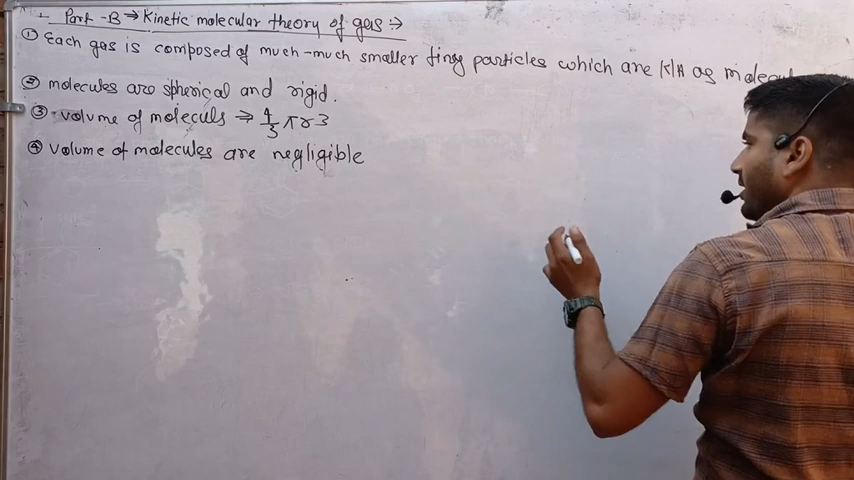 Part-B ⇒ Kinetic molecular theory of gas :→
① Each gas is composed of much-much smaller tiny particles which are K/A as molecu
② molecules are spherical and rigid.
③ volume of moleculs ⇒ 4/3 πr3
④ volume of molecules are negligible